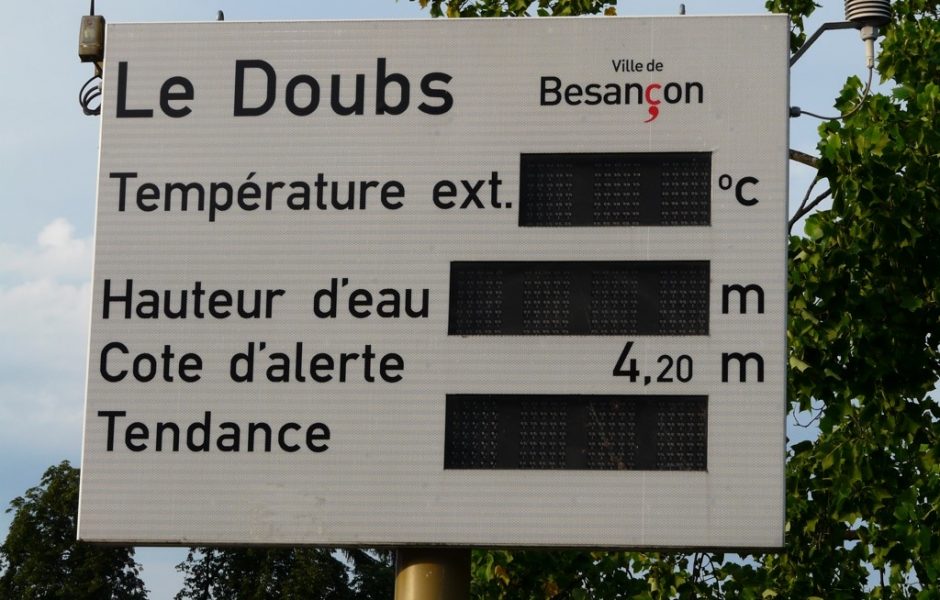 Le Doubs
Ville de
Besançon
Température ext. °C
Hauteur d'eau m
Cote d'alerte 4,20 m
Tendance